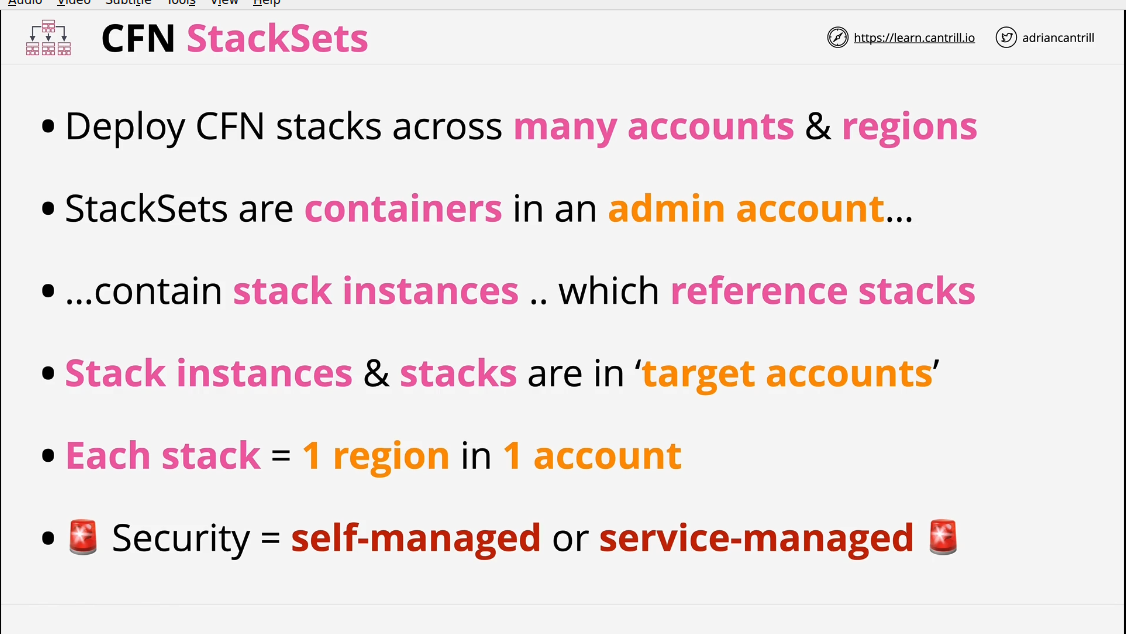 Audio Video Subtitle Tools View Help
CFN StackSets
https://learn.cantrill.io
adriancantrill
• Deploy CFN stacks across many accounts & regions
• StackSets are containers in an admin account...
• ...contain stack instances .. which reference stacks
• Stack instances & stacks are in ‘target accounts’
• Each stack = 1 region in 1 account
• 🚨 Security = self-managed or service-managed 🚨